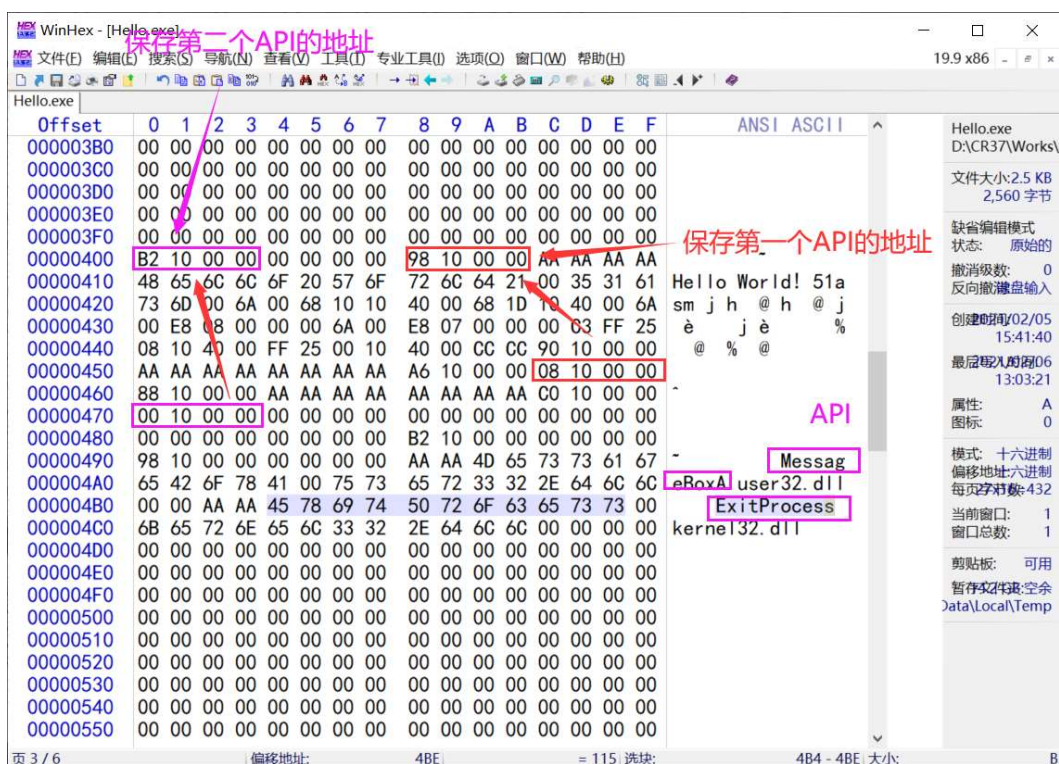 WinHex - [Hello.exe]
保存第二个API的地址
文件(F) 编辑(E) 搜索(S) 导航(N) 查看(V) 工具(T) 专业工具(I) 选项(O) 窗口(W) 帮助(H) 19.9 x86
Hello.exe
Offset 0 1 2 3 4 5 6 7 8 9 A B C D E F ANSI ASCII
000003B0 00 00 00 00 00 00 00 00 00 00 00 00 00 00 00 00
000003C0 00 00 00 00 00 00 00 00 00 00 00 00 00 00 00 00
000003D0 00 00 00 00 00 00 00 00 00 00 00 00 00 00 00 00
000003E0 00 00 00 00 00 00 00 00 00 00 00 00 00 00 00 00
000003F0 00 00 00 00 00 00 00 00 00 00 00 00 00 00 00 00
保存第一个API的地址
00000400 B2 10 00 00 00 00 00 00 98 10 00 00 AA AA AA AA
00000410 48 65 6C 6C 6F 20 57 6F 72 6C 64 21 00 35 31 61 Hello World! 51a
00000420 73 6D 00 6A 00 68 10 10 40 00 68 1D 10 40 00 6A sm j h @ h @ j
00000430 00 E8 08 00 00 00 6A 00 E8 07 00 00 00 C3 FF 25 è j è %
00000440 08 10 40 00 FF 25 00 10 40 00 CC CC 90 10 00 00 @ % @
00000450 AA AA AA AA AA AA AA AA A6 10 00 00 08 10 00 00
00000460 88 10 00 00 AA AA AA AA AA AA AA AA C0 10 00 00 ˆ
00000470 00 10 00 00 00 00 00 00 00 00 00 00 00 00 00 00
API
00000480 00 00 00 00 00 00 00 00 B2 10 00 00 00 00 00 00
00000490 98 10 00 00 00 00 00 00 AA AA 4D 65 73 73 61 67 ˜ Messag
000004A0 65 42 6F 78 41 00 75 73 65 72 33 32 2E 64 6C 6C eBoxA user32.dll
000004B0 00 00 AA AA 45 78 69 74 50 72 6F 63 65 73 73 00 ExitProcess
000004C0 6B 65 72 6E 65 6C 33 32 2E 64 6C 6C 00 00 00 00 kernel32.dll
000004D0 00 00 00 00 00 00 00 00 00 00 00 00 00 00 00 00
000004E0 00 00 00 00 00 00 00 00 00 00 00 00 00 00 00 00
000004F0 00 00 00 00 00 00 00 00 00 00 00 00 00 00 00 00
00000500 00 00 00 00 00 00 00 00 00 00 00 00 00 00 00 00
00000510 00 00 00 00 00 00 00 00 00 00 00 00 00 00 00 00
00000520 00 00 00 00 00 00 00 00 00 00 00 00 00 00 00 00
00000530 00 00 00 00 00 00 00 00 00 00 00 00 00 00 00 00
00000540 00 00 00 00 00 00 00 00 00 00 00 00 00 00 00 00
00000550 00 00 00 00 00 00 00 00 00 00 00 00 00 00 00 00
Hello.exe
D:\CR37\Works\
文件大小:2.5 KB
2,560 字节
缺省编辑模式
状态: 原始的
撤消级数: 0
反向撤消:
15:41:40
13:03:21
属性: A
图标: 0
模式: 十六进制
偏移地址:
当前窗口: 1
窗口总数: 1
剪贴板: 可用
Data\Local\Temp
页 3 / 6 偏移地址: 4BE = 115 选块: 4B4 - 4BE 大小: B